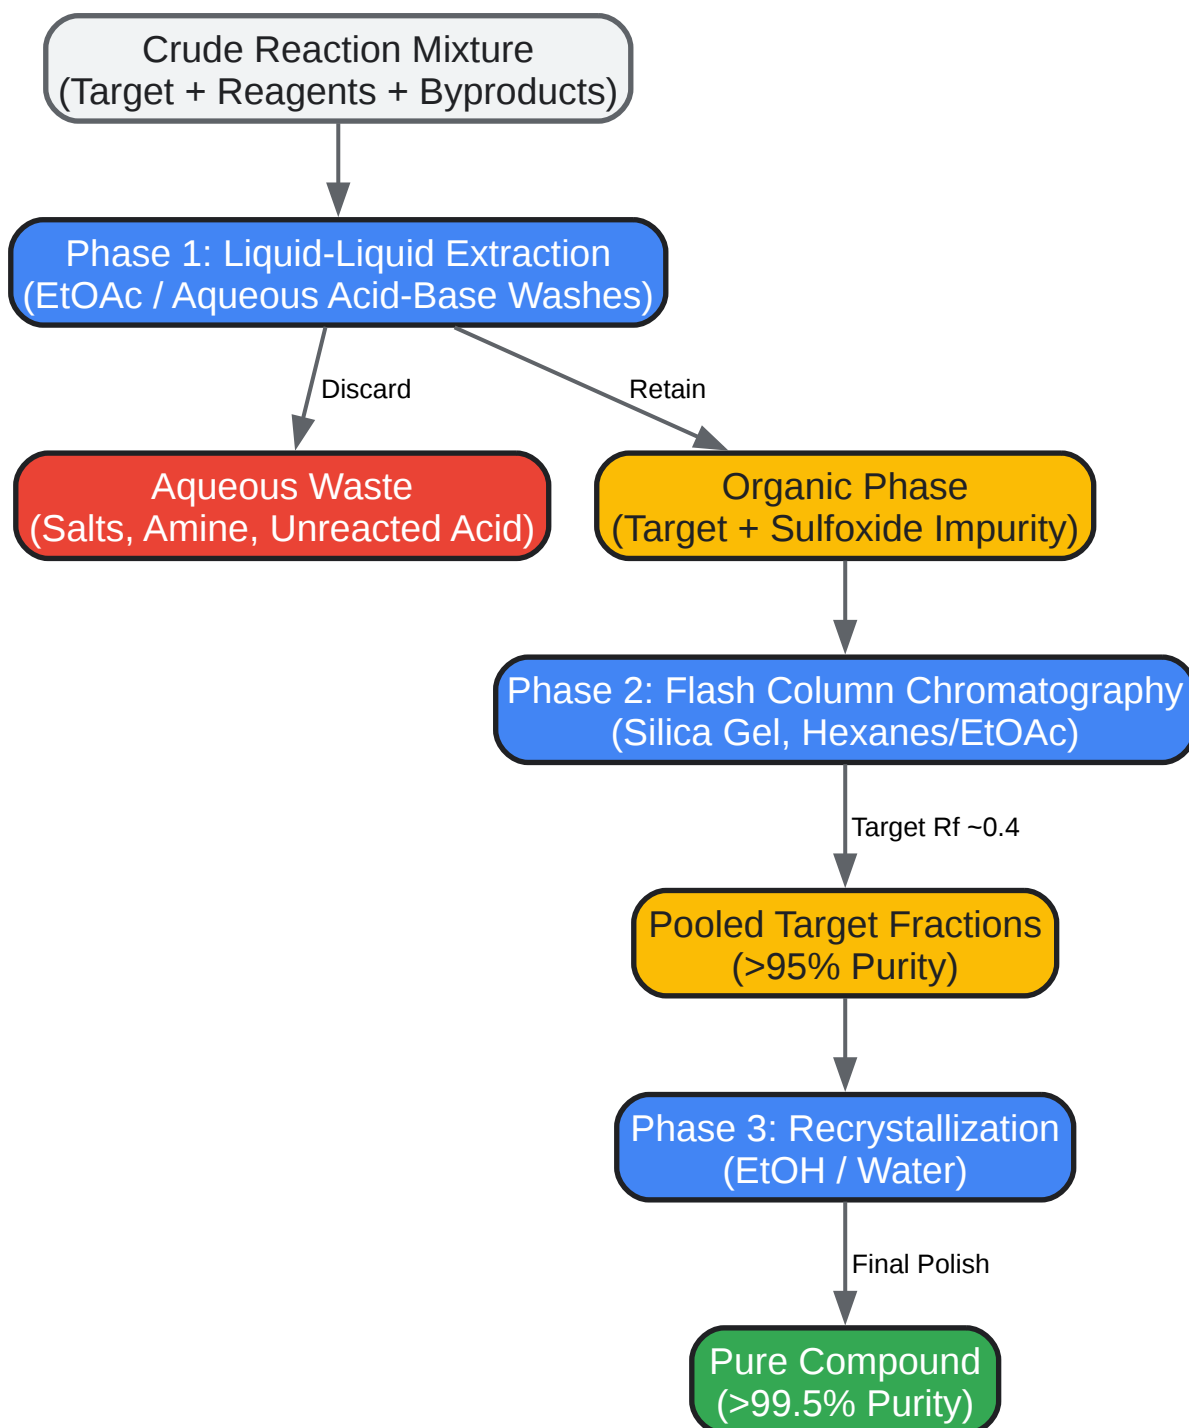 Crude Reaction Mixture
(Target + Reagents + Byproducts)
Phase 1: Liquid-Liquid Extraction
(EtOAc / Aqueous Acid-Base Washes)
Discard
Retain
Aqueous Waste
(Salts, Amine, Unreacted Acid)
Organic Phase
(Target + Sulfoxide Impurity)
Phase 2: Flash Column Chromatography
(Silica Gel, Hexanes/EtOAc)
Target Rf ~0.4
Pooled Target Fractions
(>95% Purity)
Phase 3: Recrystallization
(EtOH / Water)
Final Polish
Pure Compound
(>99.5% Purity)